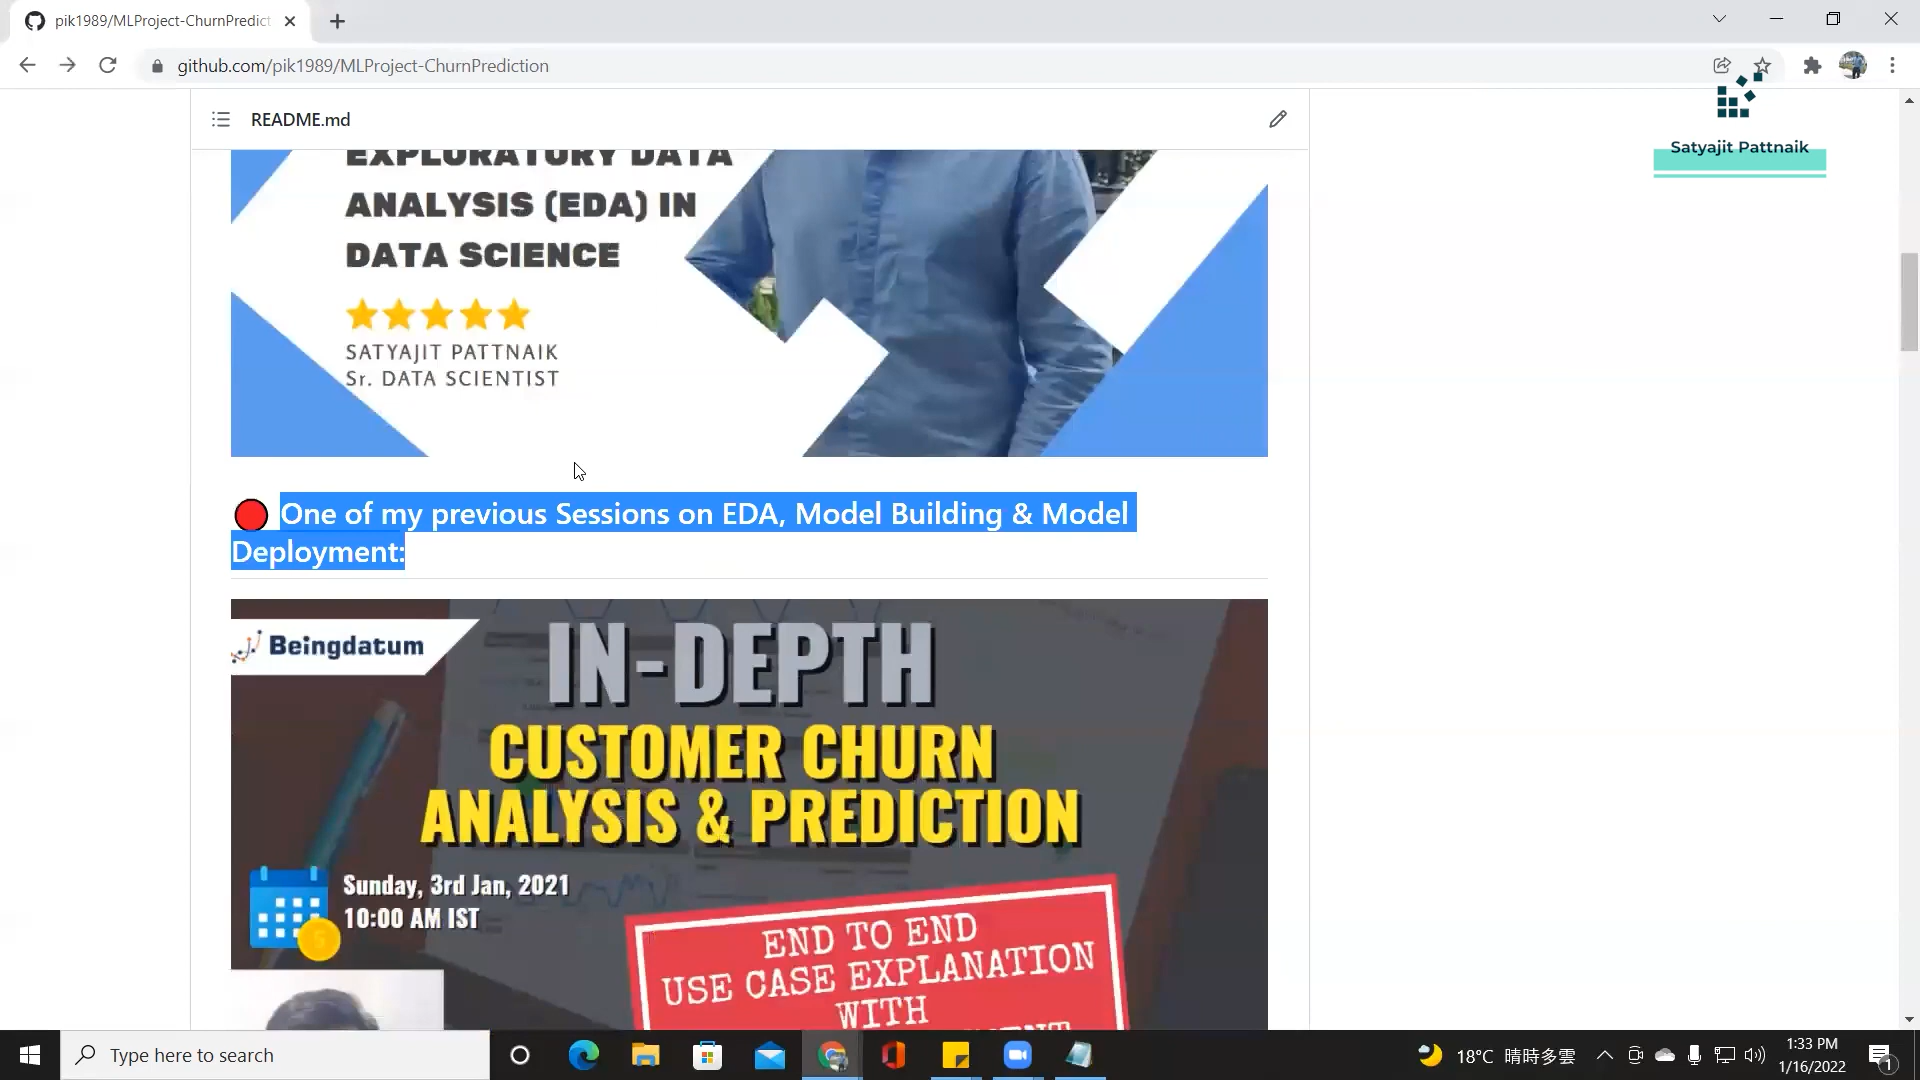 pik1989/MLProject-ChurnPredict
github.com/pik1989/MLProject-ChurnPrediction
Satyajit Pattnaik
README.md
EXPLORATORY DATA
ANALYSIS (EDA) IN
DATA SCIENCE
SATYAJIT PATTNAIK
Sr. DATA SCIENTIST
One of my previous Sessions on EDA, Model Building & Model
Deployment:
Beingdatum
IN-DEPTH
CUSTOMER CHURN
ANALYSIS & PREDICTION
Sunday, 3rd Jan, 2021
10:00 AM IST
END TO END
USE CASE EXPLANATION
WITH
Type here to search
18°C 晴時多雲
1:33 PM
1/16/2022
1